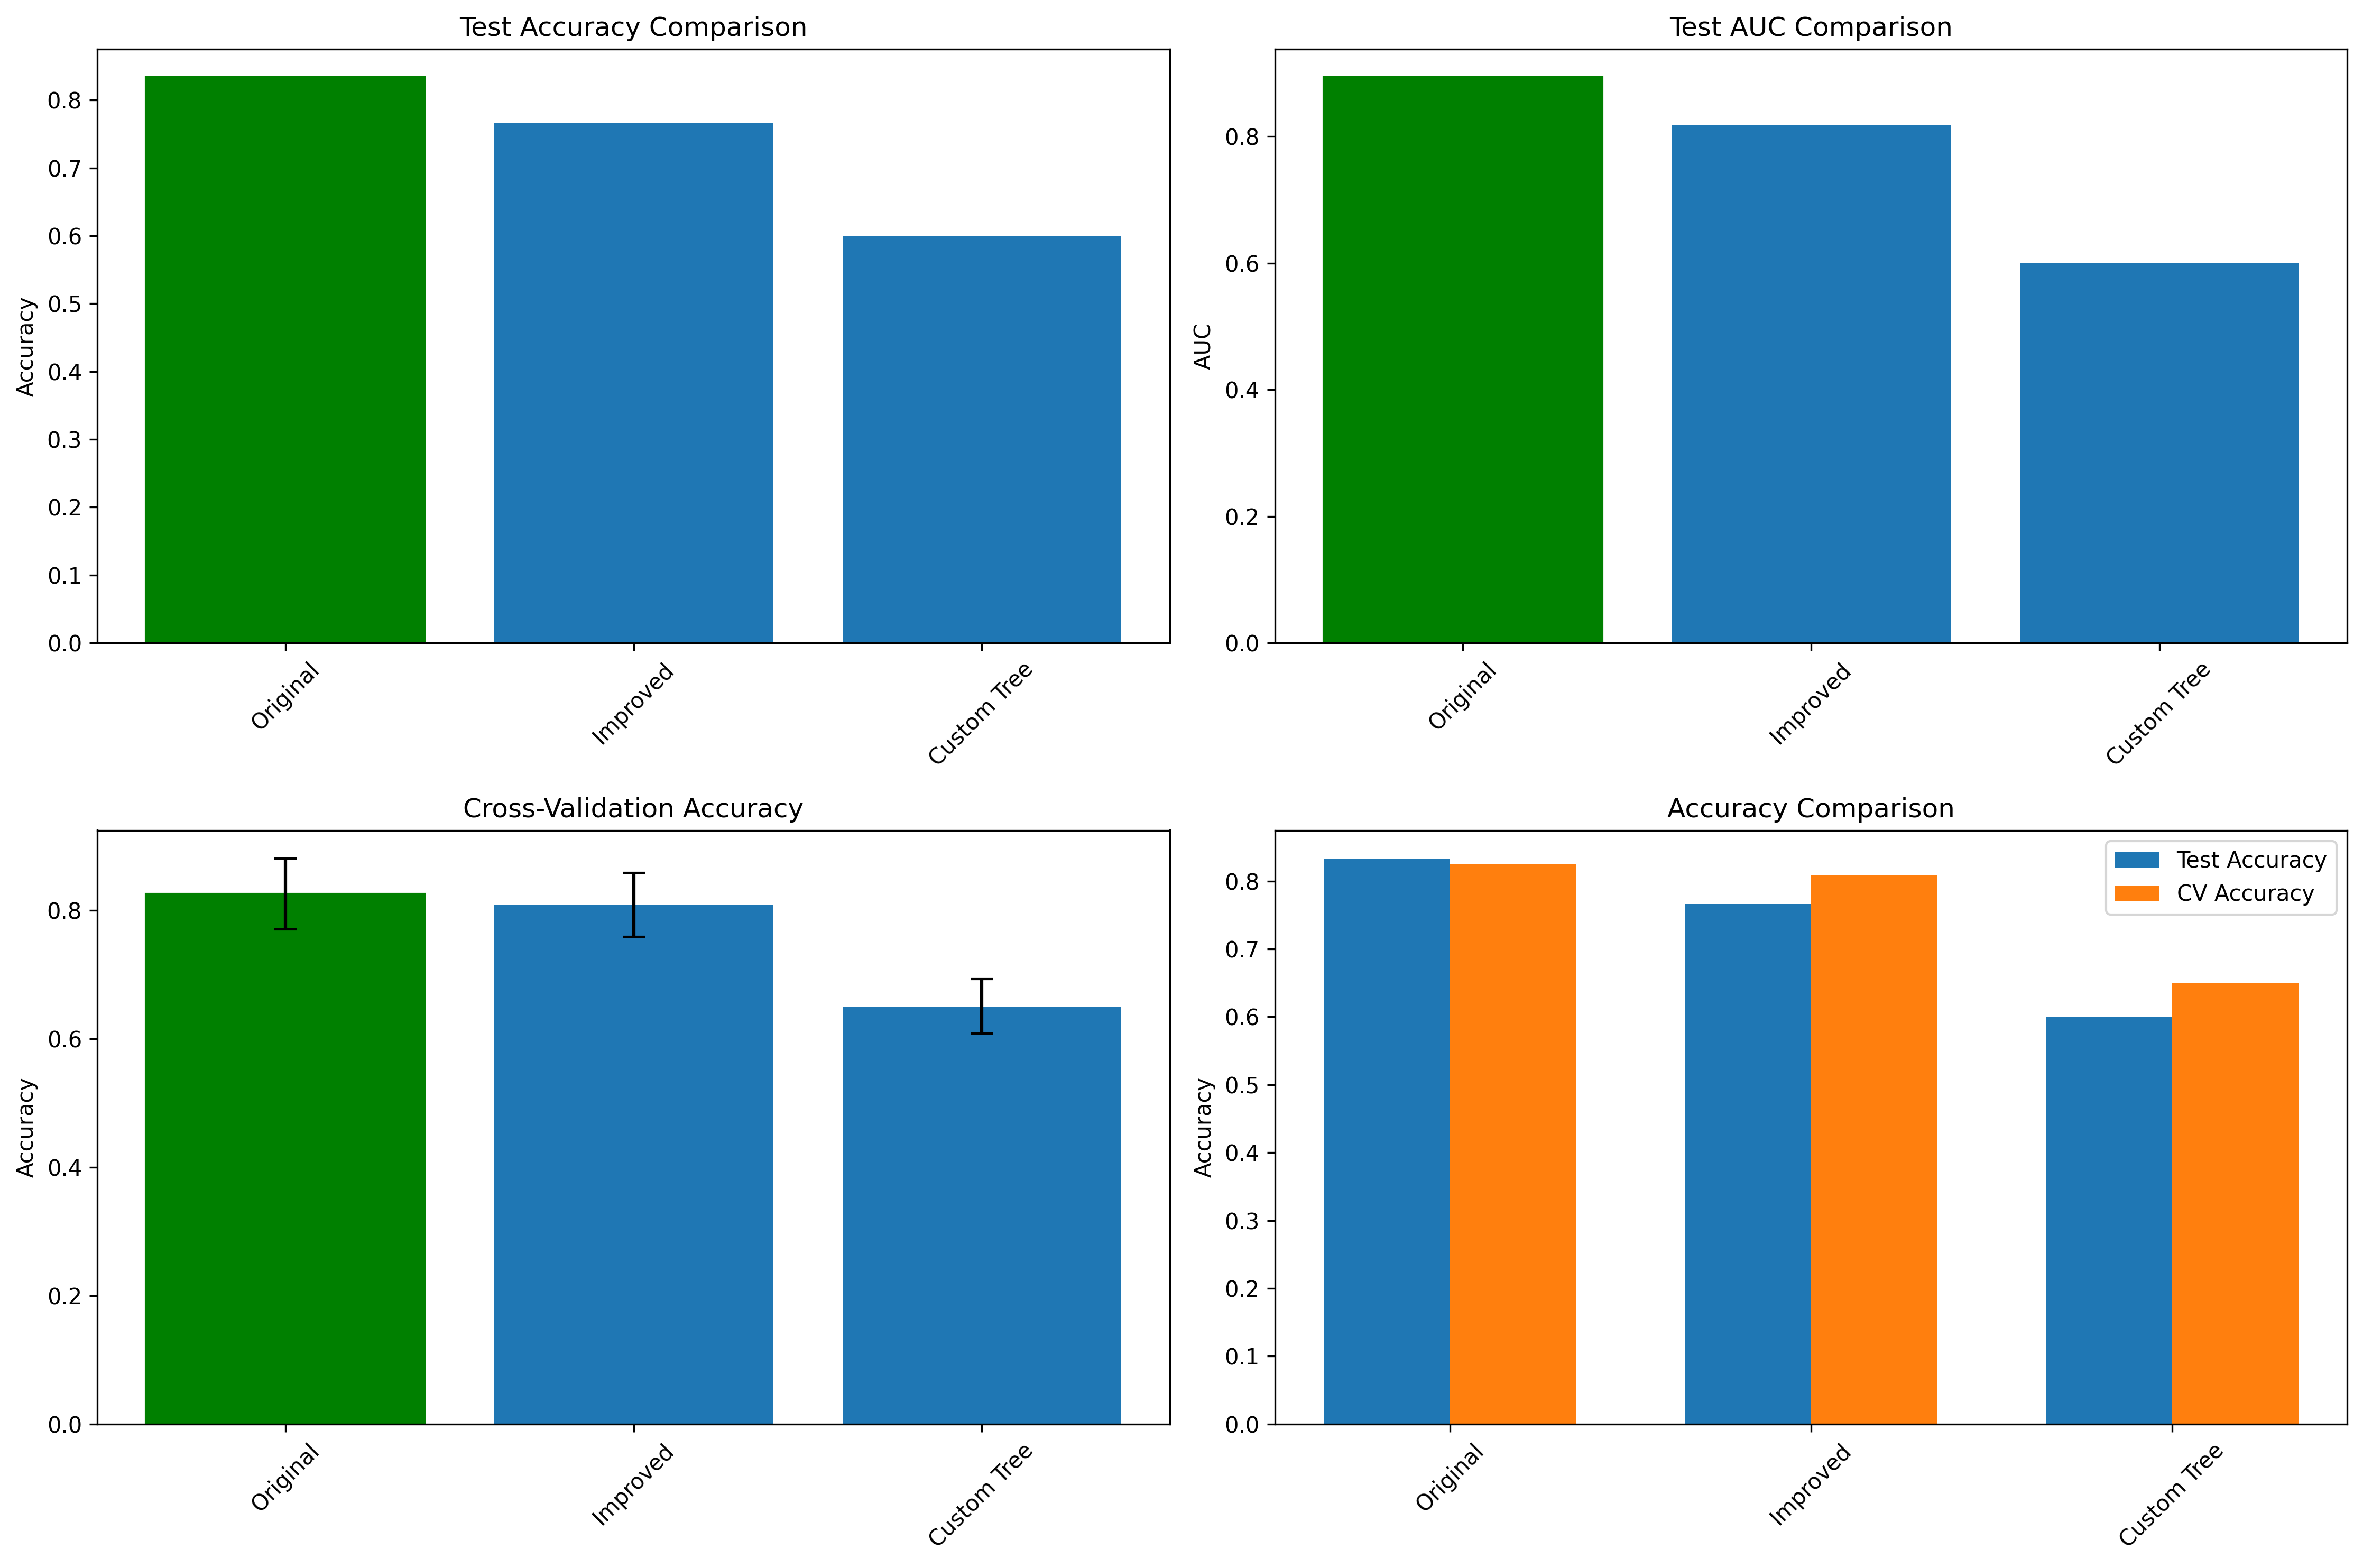 Test Accuracy Comparison
Accuracy
0.8
0.7
0.6
0.5
0.4
0.3
0.2
0.1
0.0
Original
Improved
Custom Tree
Test AUC Comparison
AUC
0.8
0.6
0.4
0.2
0.0
Original
Improved
Custom Tree
Cross-Validation Accuracy
Accuracy
0.8
0.6
0.4
0.2
0.0
Original
Improved
Custom Tree
Accuracy Comparison
Test Accuracy
CV Accuracy
Accuracy
0.8
0.7
0.6
0.5
0.4
0.3
0.2
0.1
0.0
Original
Improved
Custom Tree